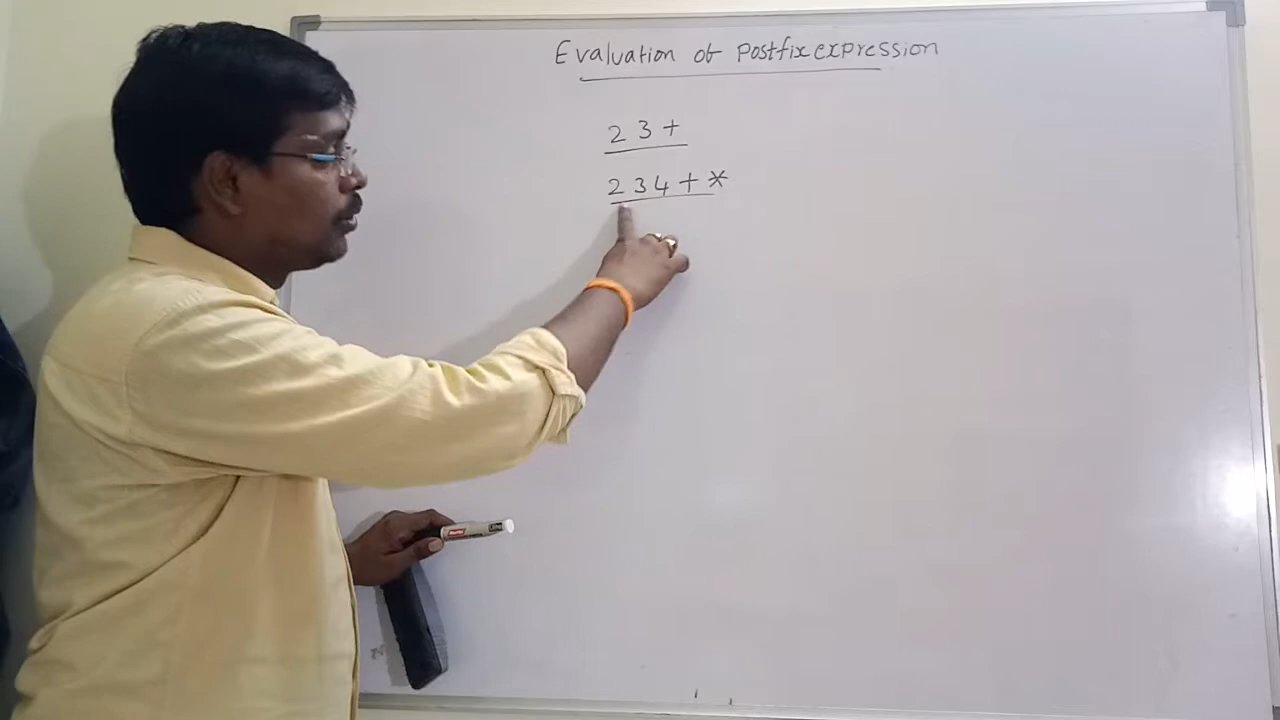 Evaluation of postfix expression
2 3 +
2 3 4 + *